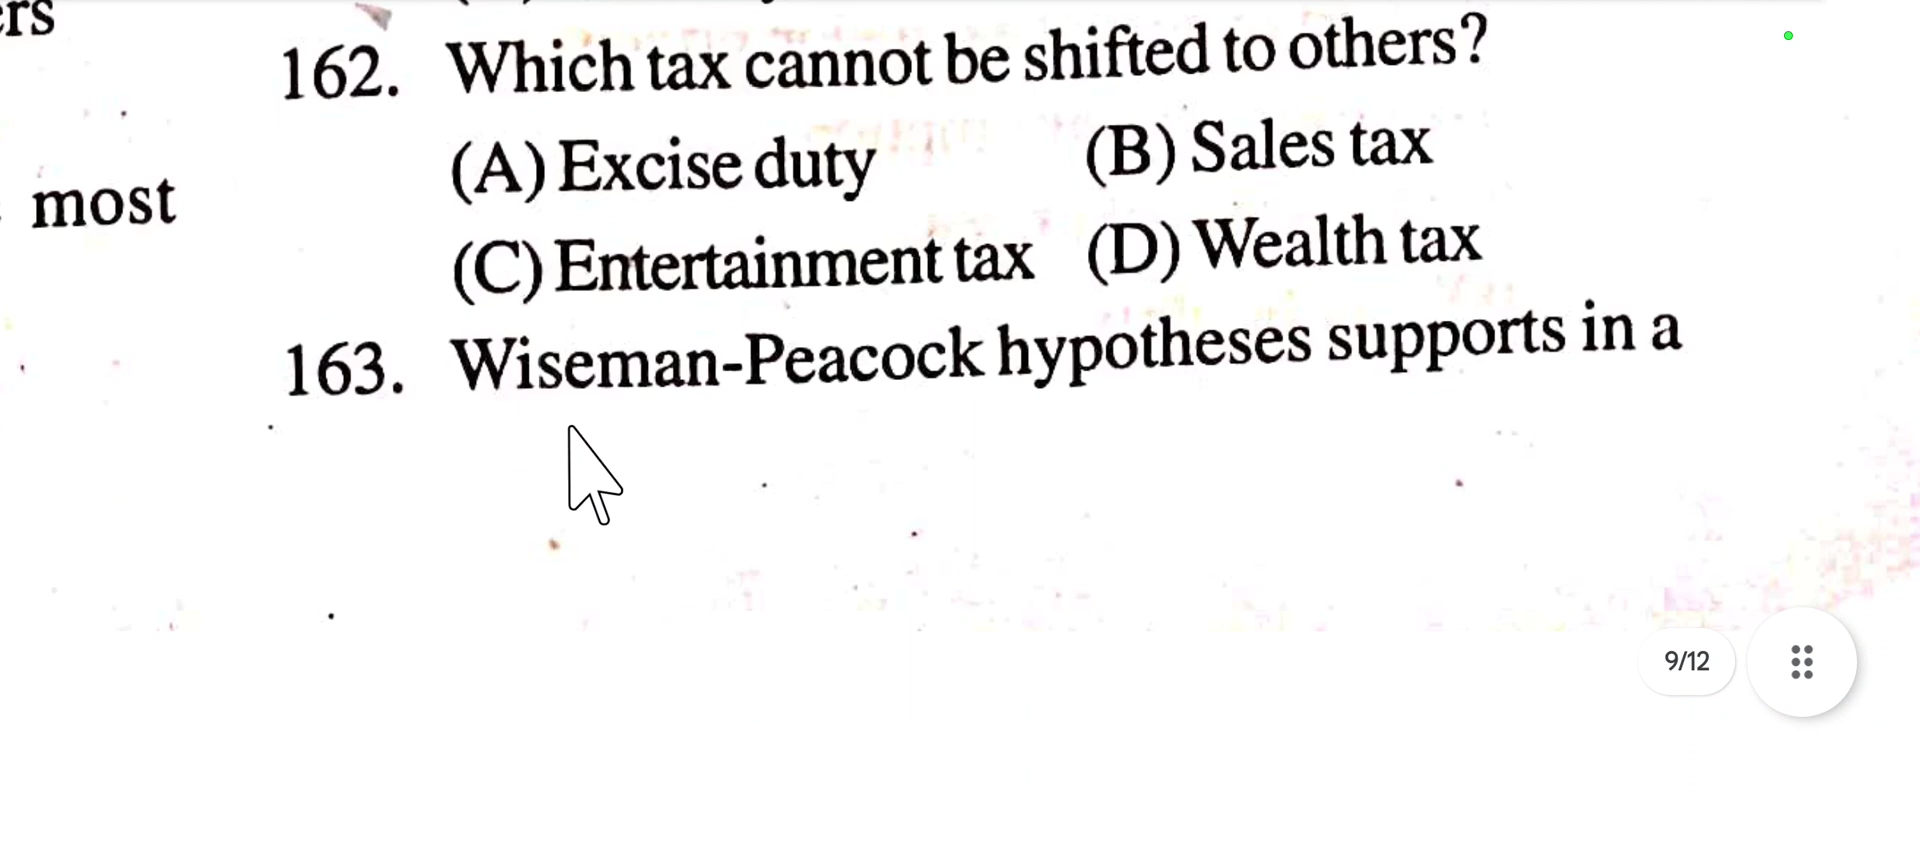 ers
162. Which tax cannot be shifted to others?
(A) Excise duty (B) Sales tax
most
(C) Entertainment tax (D) Wealth tax
163. Wiseman-Peacock hypotheses supports in a
9/12